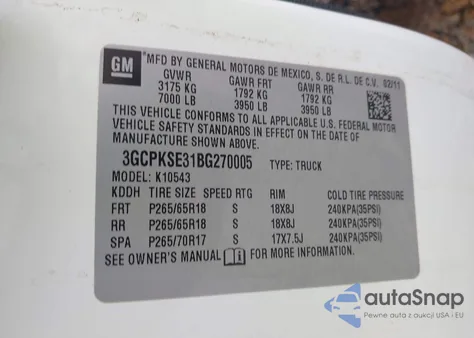 GM
*MFD BY GENERAL MOTORS DE MEXICO, S. DE R.L. DE C.V. 02/11
GVWR GAWR FRT GAWR RR
3175 KG 1792 KG 1792 KG
7000 LB 3950 LB 3950 LB
THIS VEHICLE CONFORMS TO ALL APPLICABLE U.S. FEDERAL MOTOR
VEHICLE SAFETY STANDARDS IN EFFECT ON THE DATE OF
MANUFACTURE SHOWN ABOVE.
3GCPKSE31BG270005 TYPE: TRUCK
MODEL: K10543
KDDH TIRE SIZE SPEED RTG RIM COLD TIRE PRESSURE
FRT P265/65R18 S 18X8J 240KPA(35PSI)
RR P265/65R18 S 18X8J 240KPA(35PSI)
SPA P265/70R17 S 17X7.5J 240KPA(35PSI)
SEE OWNER'S MANUAL FOR MORE INFORMATION.
autoSnap
Pewne auta z aukcji USA i EU